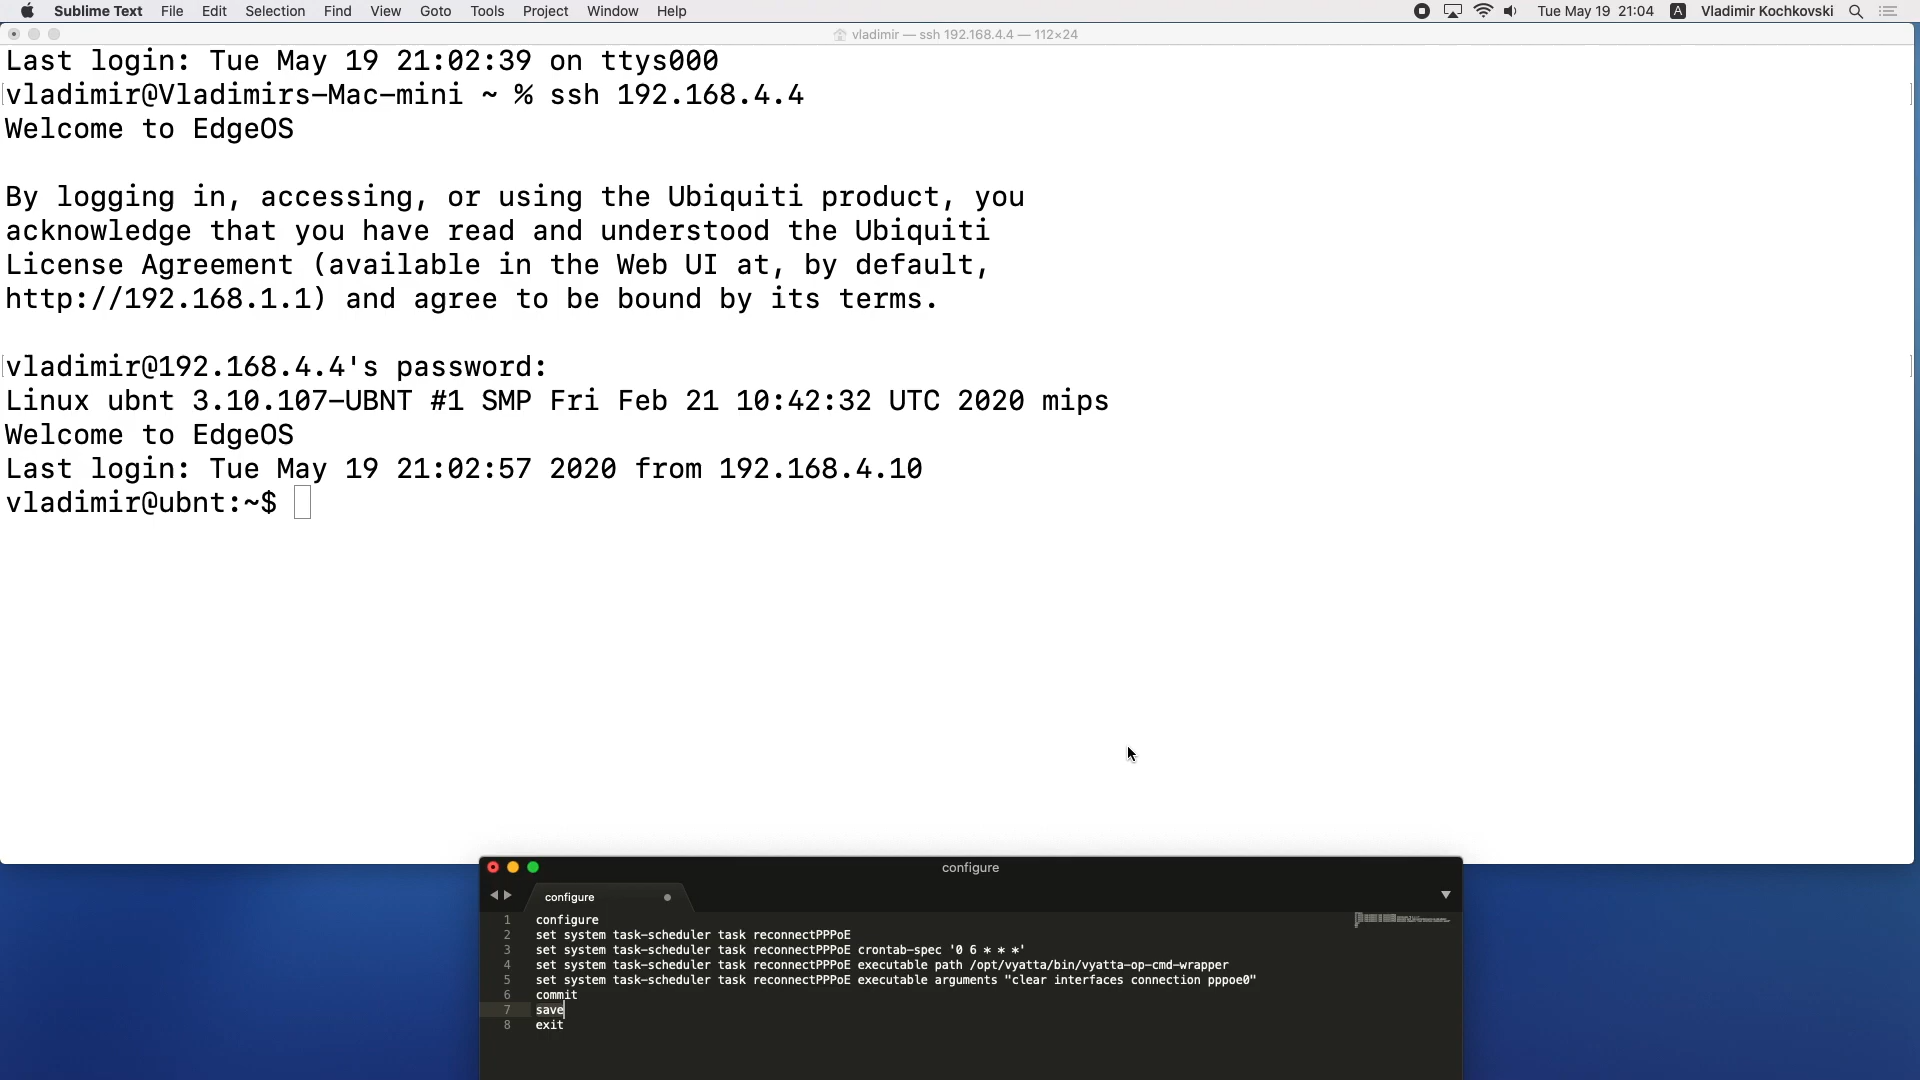 Sublime Text File Edit Selection Find View Goto Tools Project Window Help Tue May 19 21:04 A Vladimir Kochkovski
vladimir — ssh 192.168.4.4 — 112×24
Last login: Tue May 19 21:02:39 on ttys000
vladimir@Vladimirs-Mac-mini ~ % ssh 192.168.4.4
Welcome to EdgeOS
By logging in, accessing, or using the Ubiquiti product, you
acknowledge that you have read and understood the Ubiquiti
License Agreement (available in the Web UI at, by default,
http://192.168.1.1) and agree to be bound by its terms.
vladimir@192.168.4.4's password:
Linux ubnt 3.10.107-UBNT #1 SMP Fri Feb 21 10:42:32 UTC 2020 mips
Welcome to EdgeOS
Last login: Tue May 19 21:02:57 2020 from 192.168.4.10
vladimir@ubnt:~$
configure
configure
1 configure
2 set system task-scheduler task reconnectPPPoE
3 set system task-scheduler task reconnectPPPoE crontab-spec '0 6 * * *'
4 set system task-scheduler task reconnectPPPoE executable path /opt/vyatta/bin/vyatta-op-cmd-wrapper
5 set system task-scheduler task reconnectPPPoE executable arguments "clear interfaces connection pppoe0"
6 commit
7 save
8 exit